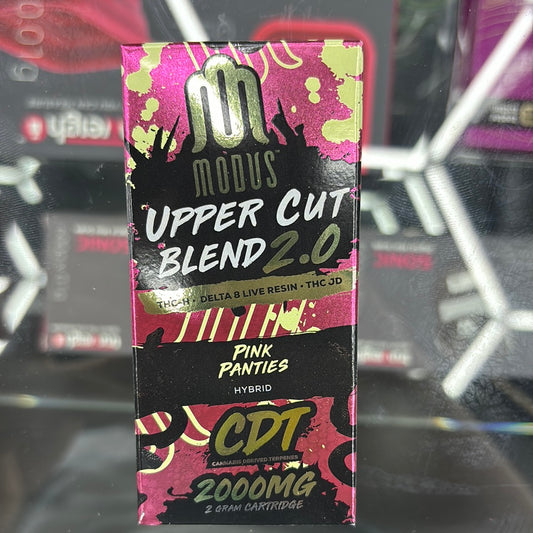 MODUS™
UPPER CUT
BLEND 2.0
THC-H • DELTA 8 LIVE RESIN • THC JD
PINK
PANTIES
HYBRID
CDT
CANNABIS DERIVED TERPENES
2000MG
2 GRAM CARTRIDGE